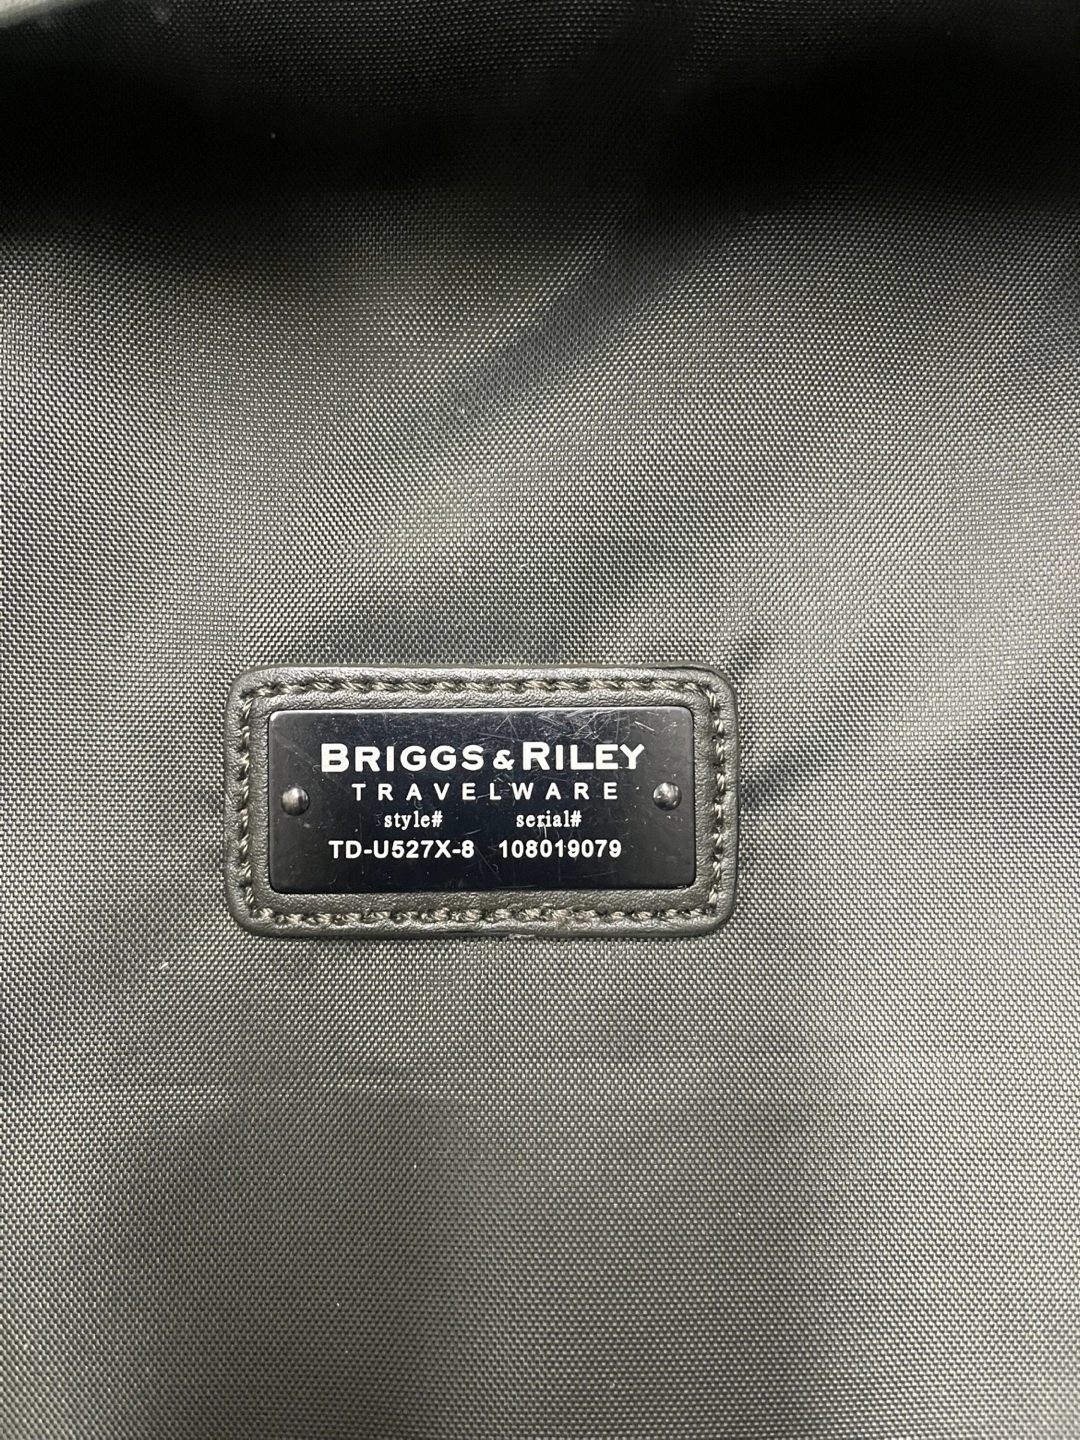 BRIGGS & RILEY
TRAVELWARE
style# serial#
TD-U527X-8 108019079